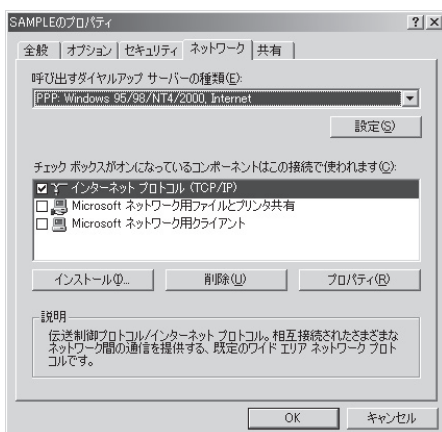 SAMPLEのプロパティ
全般 オプション セキュリティ ネットワーク 共有
呼び出すダイヤルアップ サーバーの種類(E):
PPP: Windows 95/98/NT4/2000, Internet
設定(S)
チェック ボックスがオンになっているコンポーネントはこの接続で使われます(C):
インターネット プロトコル (TCP/IP)
Microsoft ネットワーク用ファイルとプリンタ共有
Microsoft ネットワーク用クライアント
インストール(I)... 削除(U) プロパティ(R)
説明
伝送制御プロトコル/インターネット プロトコル。相互接続されたさまざまな
ネットワーク間の通信を提供する、既定のワイド エリア ネットワーク プロト
コルです。
OK キャンセル